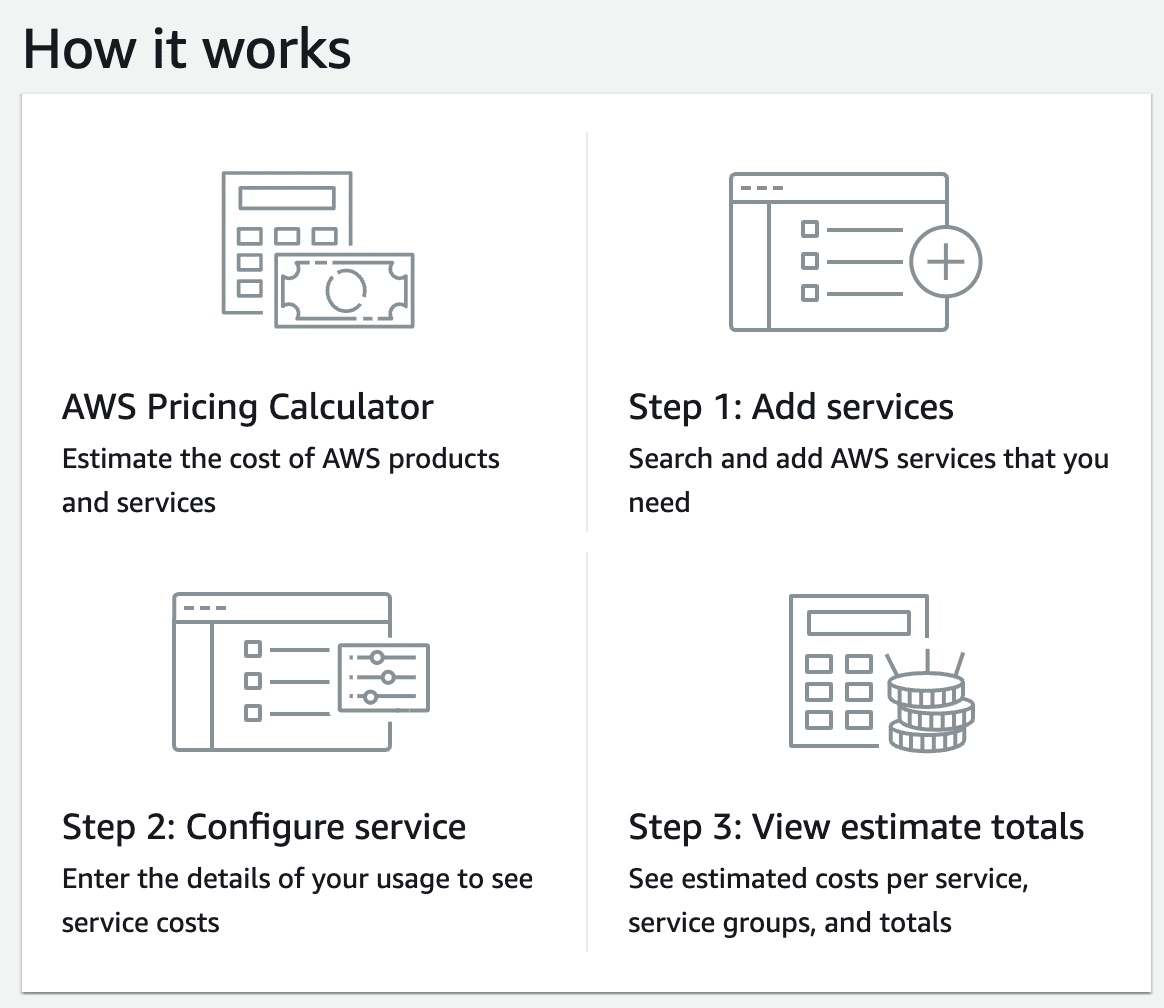 How it works
AWS Pricing Calculator
Estimate the cost of AWS products
and services
Step 1: Add services
Search and add AWS services that you
need
Step 2: Configure service
Enter the details of your usage to see
service costs
Step 3: View estimate totals
See estimated costs per service,
service groups, and totals